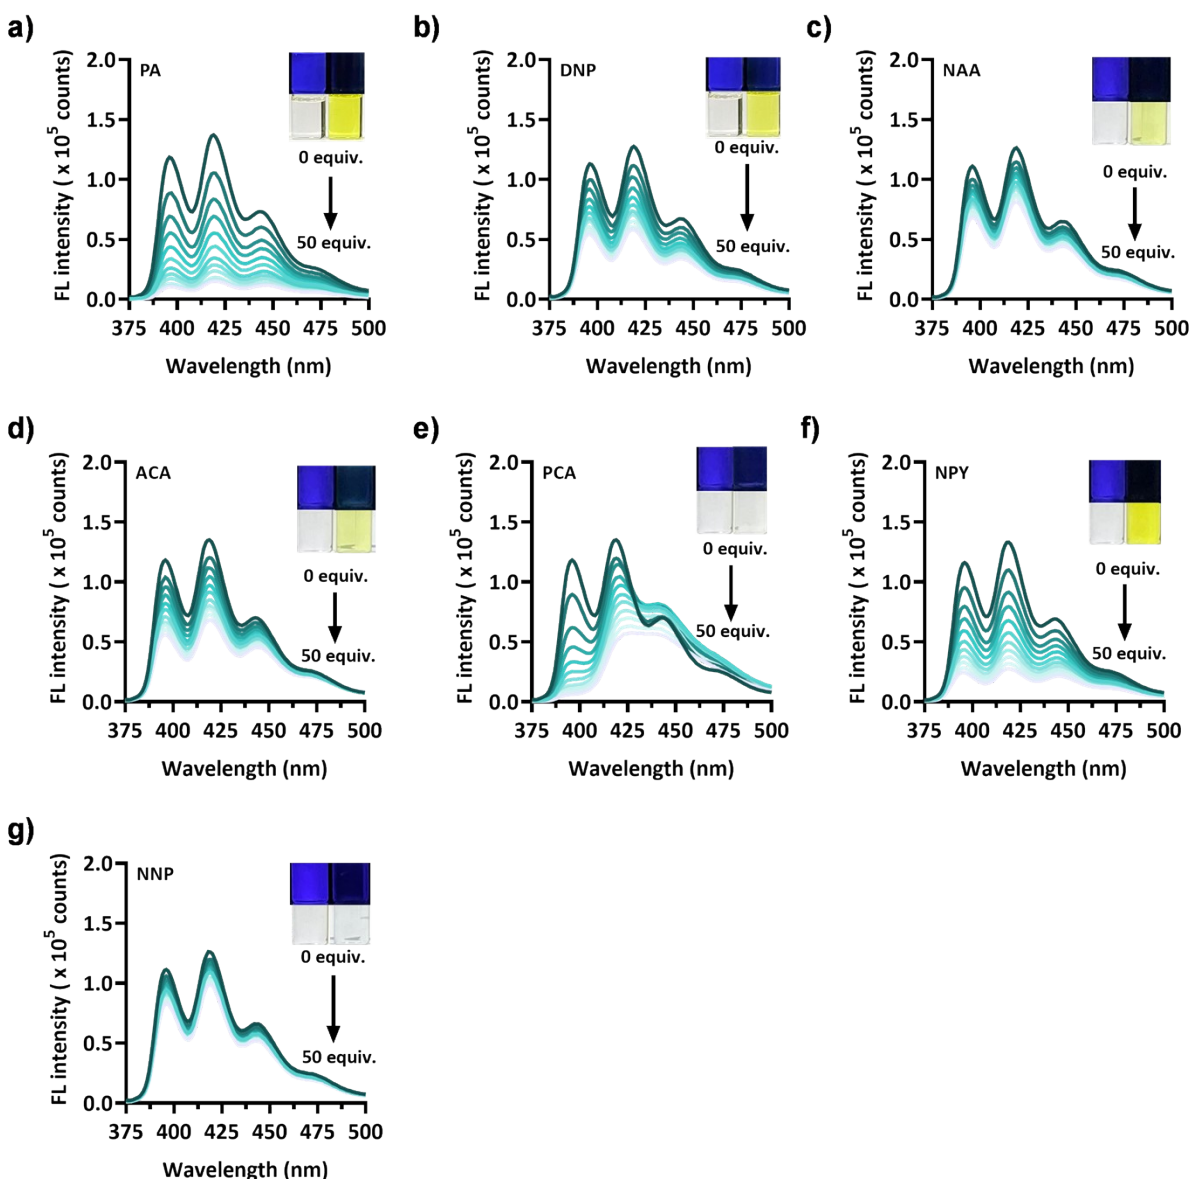 a)
PA
FL intensity ( x 10^5 counts)
2.0
1.5
1.0
0.5
0.0
0 equiv.
50 equiv.
375 400 425 450 475 500
Wavelength (nm)
b)
DNP
FL intensity ( x 10^5 counts)
2.0
1.5
1.0
0.5
0.0
0 equiv.
50 equiv.
375 400 425 450 475 500
Wavelength (nm)
c)
NAA
FL intensity ( x 10^5 counts)
2.0
1.5
1.0
0.5
0.0
0 equiv.
50 equiv.
375 400 425 450 475 500
Wavelength (nm)
d)
ACA
FL intensity ( x 10^5 counts)
2.0
1.5
1.0
0.5
0.0
0 equiv.
50 equiv.
375 400 425 450 475 500
Wavelength (nm)
e)
PCA
FL intensity ( x 10^5 counts)
2.0
1.5
1.0
0.5
0.0
0 equiv.
50 equiv.
375 400 425 450 475 500
Wavelength (nm)
f)
NPY
FL intensity ( x 10^5 counts)
2.0
1.5
1.0
0.5
0.0
0 equiv.
50 equiv.
375 400 425 450 475 500
Wavelength (nm)
g)
NNP
FL intensity ( x 10^5 counts)
2.0
1.5
1.0
0.5
0.0
0 equiv.
50 equiv.
375 400 425 450 475 500
Wavelength (nm)